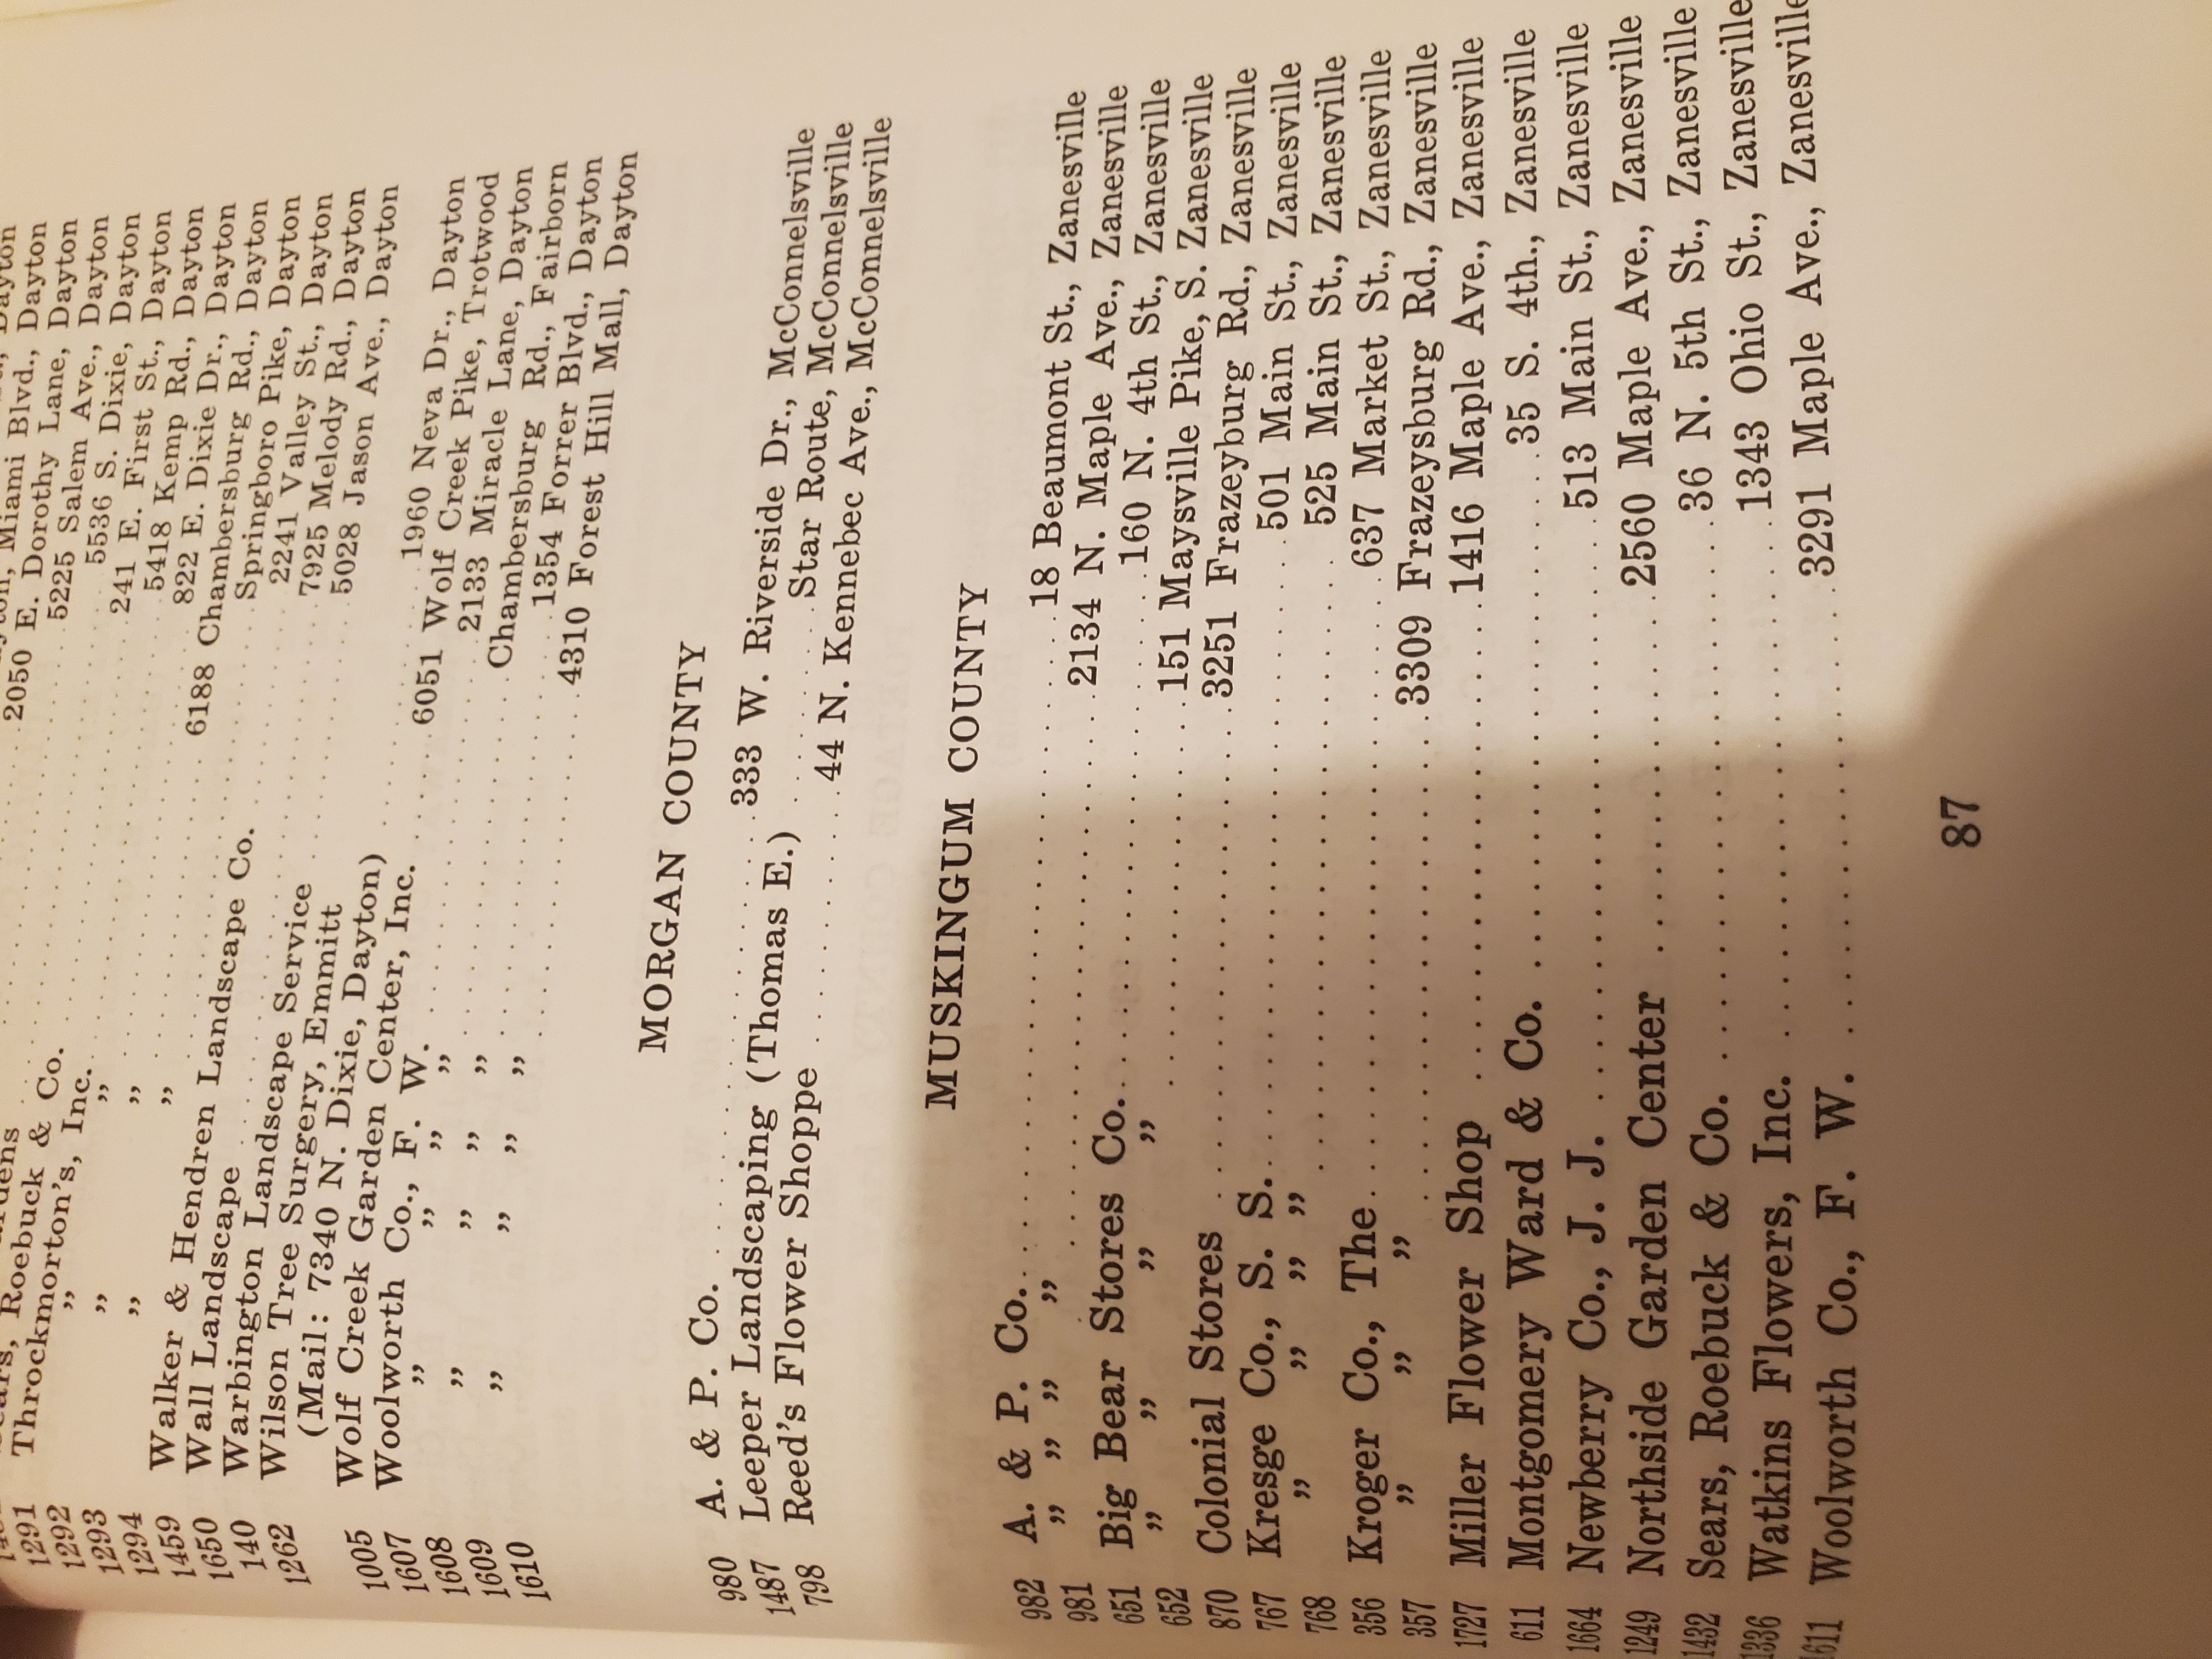 Miami Blvd., Dayton
2050 E. Dorothy Lane, Dayton
5225 Salem Ave., Dayton
5536 S. Dixie, Dayton
Roebuck & Co. 241 E. First St., Dayton
1291 Throckmorton's, Inc. 5418 Kemp Rd., Dayton
1292 ,, ,, 822 E. Dixie Dr., Dayton
1293 ,, ,, 6188 Chambersburg Rd., Dayton
1294 ,, ,, Springboro Pike, Dayton
1459 Walker & Hendren Landscape Co. 2241 Valley St., Dayton
1650 Wall Landscape 7925 Melody Rd., Dayton
140 Warbington Landscape Service 5028 Jason Ave., Dayton
1262 Wilson Tree Surgery, Emmitt
(Mail: 7340 N. Dixie, Dayton) 1960 Neva Dr., Dayton
1005 Wolf Creek Garden Center, Inc. 6051 Wolf Creek Pike, Trotwood
1607 Woolworth Co., F. W. 2133 Miracle Lane, Dayton
1608 ,, ,, ,, ,, Chambersburg Rd., Fairborn
1609 ,, ,, ,, ,, 1354 Forrer Blvd., Dayton
1610 ,, ,, ,, ,, 4310 Forest Hill Mall, Dayton
MORGAN COUNTY
980 A. & P. Co. 333 W. Riverside Dr., McConnelsville
1487 Leeper Landscaping (Thomas E.) Star Route, McConnelsville
798 Reed's Flower Shoppe 44 N. Kennebec Ave., McConnelsville
MUSKINGUM COUNTY
982 A. & P. Co. 18 Beaumont St., Zanesville
981 ,, ,, ,, ,, 2134 N. Maple Ave., Zanesville
651 Big Bear Stores Co. 160 N. 4th St., Zanesville
652 ,, ,, ,, ,, 151 Maysville Pike, S. Zanesville
870 Colonial Stores 3251 Frazeyburg Rd., Zanesville
767 Kresge Co., S. S. 501 Main St., Zanesville
768 ,, ,, ,, ,, 525 Main St., Zanesville
356 Kroger Co., The 637 Market St., Zanesville
357 ,, ,, ,, 3309 Frazeysburg Rd., Zanesville
1727 Miller Flower Shop 1416 Maple Ave., Zanesville
611 Montgomery Ward & Co. 35 S. 4th., Zanesville
1664 Newberry Co., J. J. 513 Main St., Zanesville
1249 Northside Garden Center 2560 Maple Ave., Zanesville
1432 Sears, Roebuck & Co. 36 N. 5th St., Zanesville
1336 Watkins Flowers, Inc. 1343 Ohio St., Zanesville
1611 Woolworth Co., F. W. 3291 Maple Ave., Zanesville
87